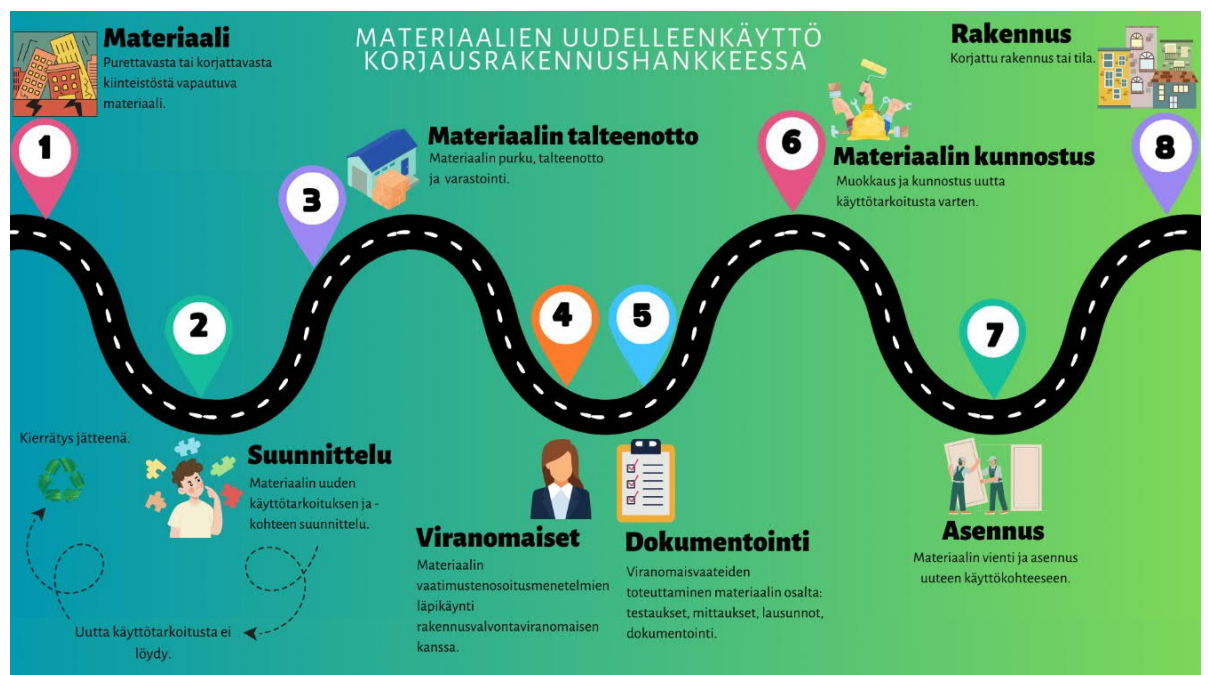 MATERIAALIEN UUDELLEENKÄYTTÖ
KORJAUSRAKENNUSHANKKEESSA
1
Materiaali
Purettavasta tai korjattavasta
kiinteistöstä vapautuva
materiaali.
2
Suunnittelu
Materiaalin uuden
käyttötarkoituksen ja -
kohteen suunnittelu.
Uutta käyttötarkoitusta ei
löydy.
Kierrätys jätteenä.
3
Materiaalin talteenotto
Materiaalin purku, talteenotto
ja varastointi.
4
Viranomaiset
Materiaalin
vaatimustenosoitusmenetelmien
läpikäynti
rakennusvalvontaviranomaisen
kanssa.
5
Dokumentointi
Viranomaisvaateiden
toteuttaminen materiaalin osalta:
testaukset, mittaukset, lausunnot,
dokumentointi.
6
Materiaalin kunnostus
Muokkaus ja kunnostus uutta
käyttötarkoitusta varten.
7
Asennus
Materiaalin vienti ja asennus
uuteen käyttökohteeseen.
8
Rakennus
Korjattu rakennus tai tila.